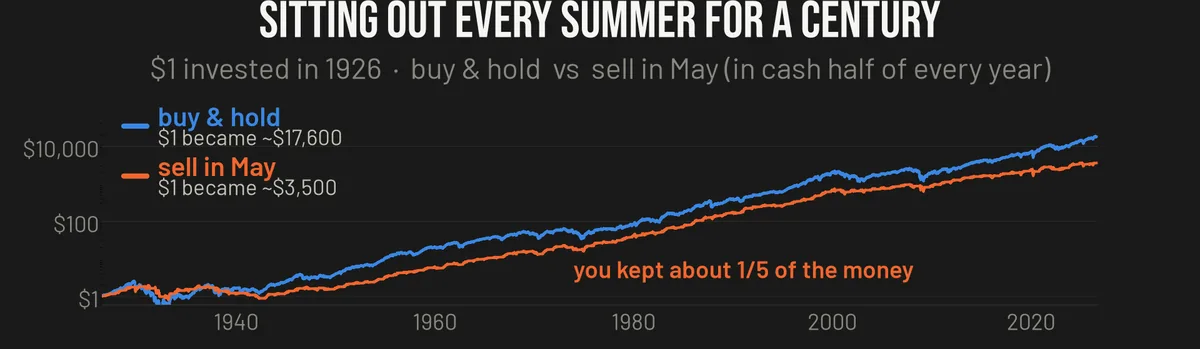 SITTING OUT EVERY SUMMER FOR A CENTURY
$1 invested in 1926 · buy & hold vs sell in May (in cash half of every year)
buy & hold
$1 became ~$17,600
$10,000
sell in May
$1 became ~$3,500
$100
you kept about 1/5 of the money
$1
1940 1960 1980 2000 2020